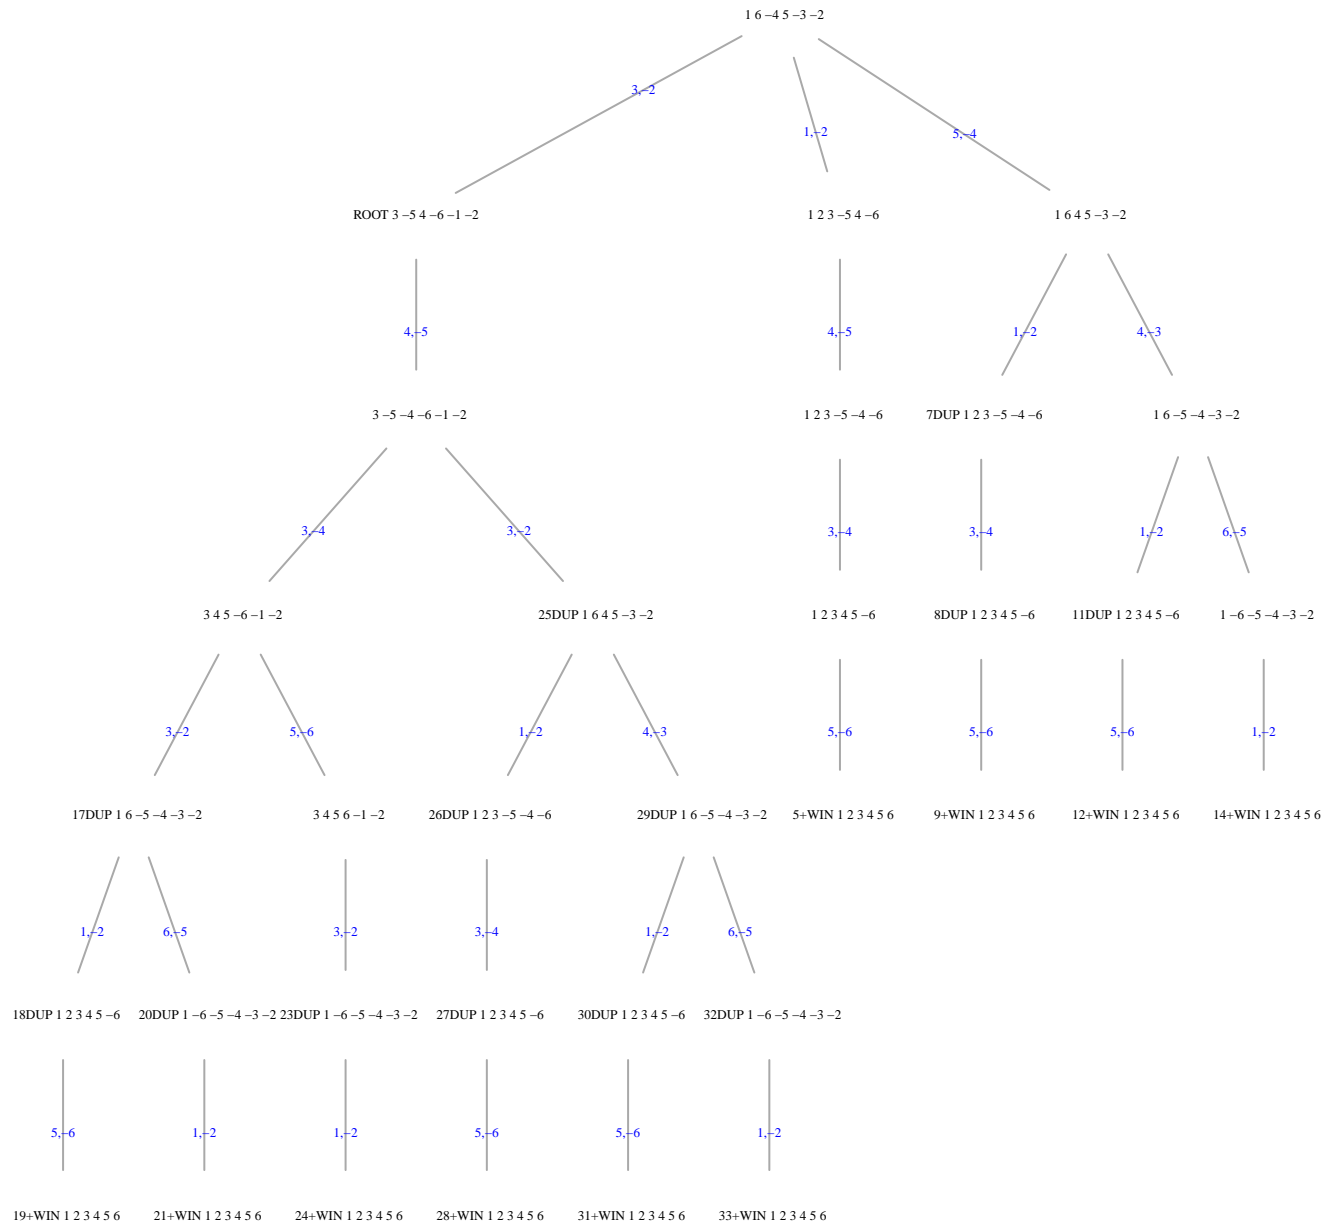 1 6 −4 5 −3 −2
3,−2
1,−2
5,−4
ROOT 3 −5 4 −6 −1 −2
1 2 3 −5 4 −6
1 6 4 5 −3 −2
4,−5
4,−5
1,−2
4,−3
3 −5 −4 −6 −1 −2
1 2 3 −5 −4 −6
7DUP 1 2 3 −5 −4 −6
1 6 −5 −4 −3 −2
3,−4
3,−2
3,−4
3,−4
1,−2
6,−5
3 4 5 −6 −1 −2
25DUP 1 6 4 5 −3 −2
1 2 3 4 5 −6
8DUP 1 2 3 4 5 −6
11DUP 1 2 3 4 5 −6
1 −6 −5 −4 −3 −2
3,−2
5,−6
1,−2
4,−3
5,−6
5,−6
5,−6
1,−2
17DUP 1 6 −5 −4 −3 −2
3 4 5 6 −1 −2
26DUP 1 2 3 −5 −4 −6
29DUP 1 6 −5 −4 −3 −2
5+WIN 1 2 3 4 5 6
9+WIN 1 2 3 4 5 6
12+WIN 1 2 3 4 5 6
14+WIN 1 2 3 4 5 6
1,−2
6,−5
3,−2
3,−4
1,−2
6,−5
18DUP 1 2 3 4 5 −6
20DUP 1 −6 −5 −4 −3 −2
23DUP 1 −6 −5 −4 −3 −2
27DUP 1 2 3 4 5 −6
30DUP 1 2 3 4 5 −6
32DUP 1 −6 −5 −4 −3 −2
5,−6
1,−2
1,−2
5,−6
5,−6
1,−2
19+WIN 1 2 3 4 5 6
21+WIN 1 2 3 4 5 6
24+WIN 1 2 3 4 5 6
28+WIN 1 2 3 4 5 6
31+WIN 1 2 3 4 5 6
33+WIN 1 2 3 4 5 6